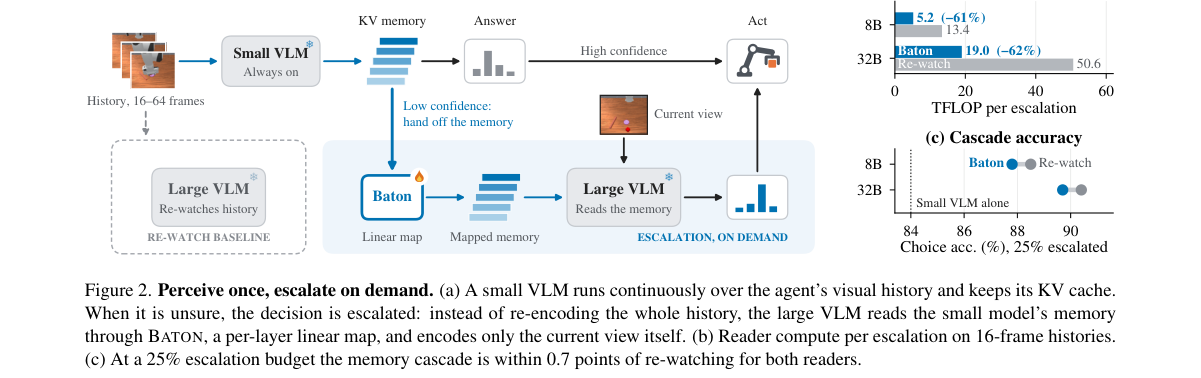 KV memory
Answer
Act
Small VLM
Always on
High confidence
History, 16–64 frames
Low confidence:
hand off the memory
Current view
Large VLM
Re-watches history
RE-WATCH BASELINE
Baton
Linear map
Mapped memory
Large VLM
Reads the memory
ESCALATION, ON DEMAND
8B
5.2 (−61%)
13.4
32B
Baton
19.0 (−62%)
Re-watch
50.6
0 20 40 60
TFLOP per escalation
(c) Cascade accuracy
8B
Baton
Re-watch
32B
Small VLM alone
84 86 88 90
Choice acc. (%), 25% escalated
Figure 2. Perceive once, escalate on demand. (a) A small VLM runs continuously over the agent's visual history and keeps its KV cache.
When it is unsure, the decision is escalated: instead of re-encoding the whole history, the large VLM reads the small model's memory
through BATON, a per-layer linear map, and encodes only the current view itself. (b) Reader compute per escalation on 16-frame histories.
(c) At a 25% escalation budget the memory cascade is within 0.7 points of re-watching for both readers.